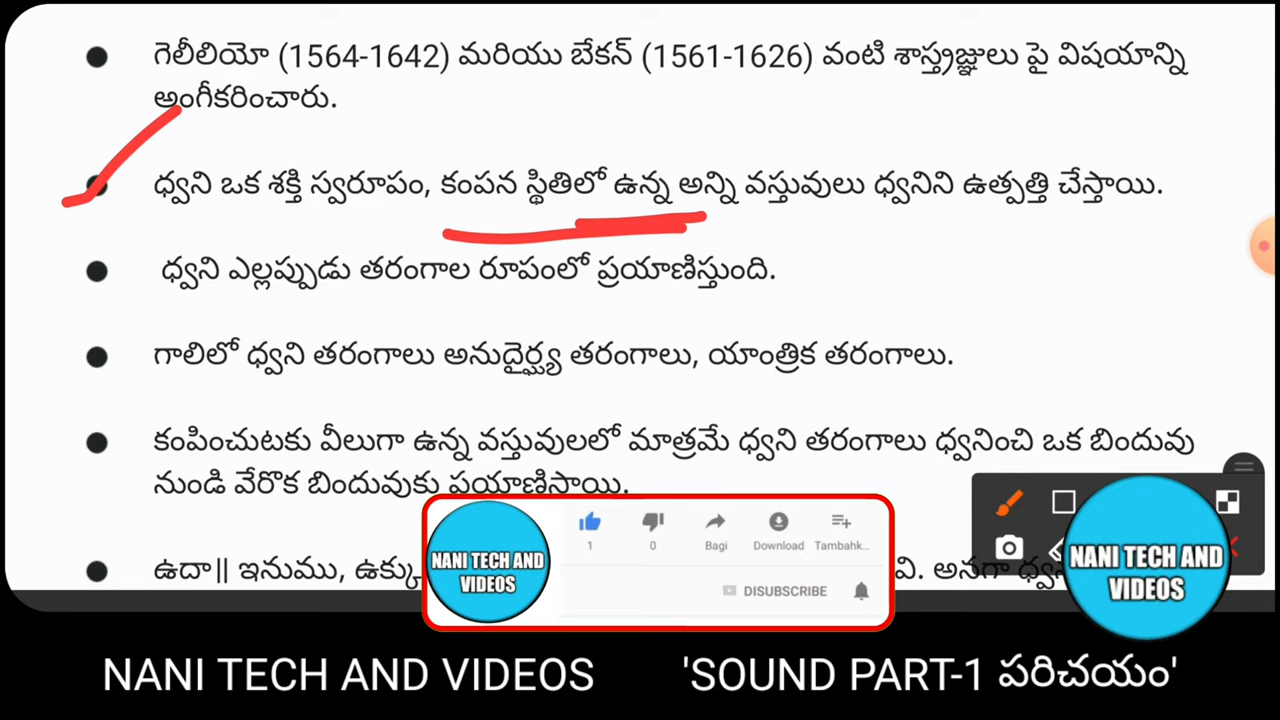 గెలీలియో (1564-1642) మరియు బేకన్ (1561-1626) వంటి శాస్త్రజ్ఞులు పై విషయాన్ని
అంగీకరించారు.
ధ్వని ఒక శక్తి స్వరూపం, కంపన స్థితిలో ఉన్న అన్ని వస్తువులు ధ్వనిని ఉత్పత్తి చేస్తాయి.
ధ్వని ఎల్లప్పుడు తరంగాల రూపంలో ప్రయాణిస్తుంది.
గాలిలో ధ్వని తరంగాలు అనుదైర్ఘ్య తరంగాలు, యాంత్రిక తరంగాలు.
కంపించుటకు వీలుగా ఉన్న వస్తువులలో మాత్రమే ధ్వని తరంగాలు ధ్వనించి ఒక బిందువు
నుండి వేరొక బిందువుకు ప్రయాణిస్తాయి.
ఉదా|| ఇనుము, ఉక్కు
NANI TECH AND
VIDEOS
1 0 Bagi Download Tambahk...
DISUBSCRIBE
NANI TECH AND
VIDEOS
NANI TECH AND VIDEOS 'SOUND PART-1 పరిచయం'